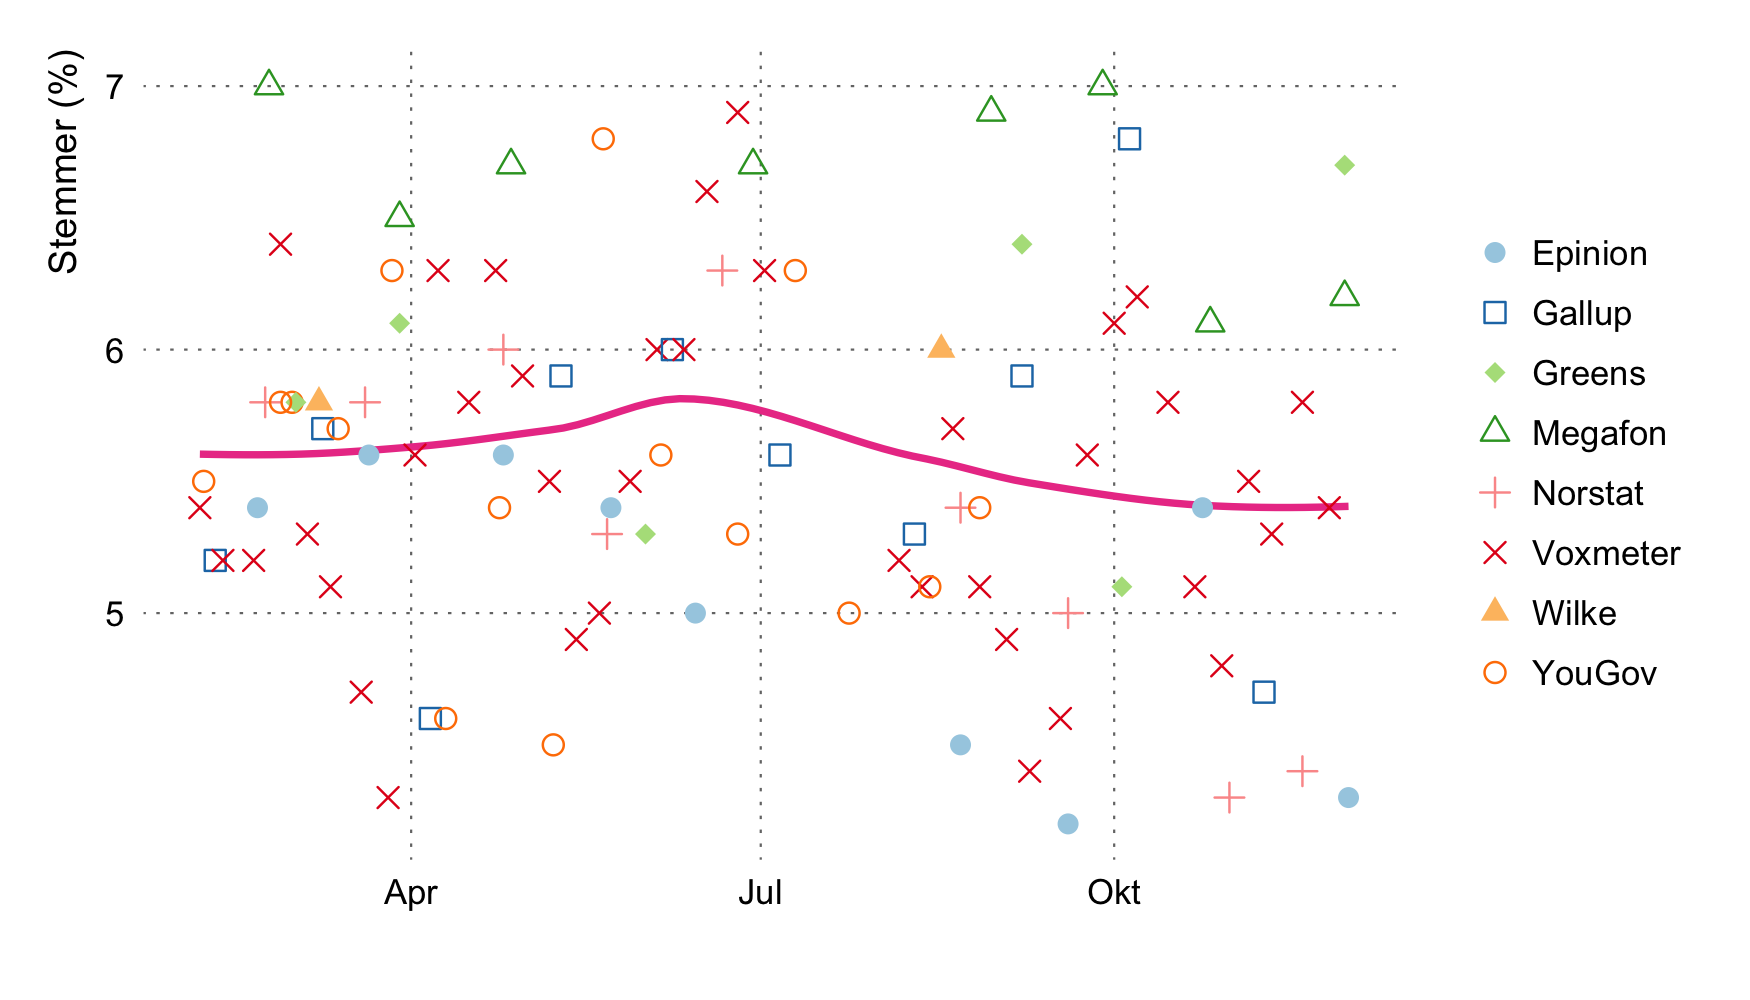 Stemmer (%)
7
6
5
Apr
Jul
Okt
Epinion
Gallup
Greens
Megafon
Norstat
Voxmeter
Wilke
YouGov